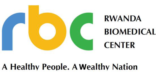 rbc
RWANDA
BIOMEDICAL
CENTER
A Healthy People, A Wealthy Nation